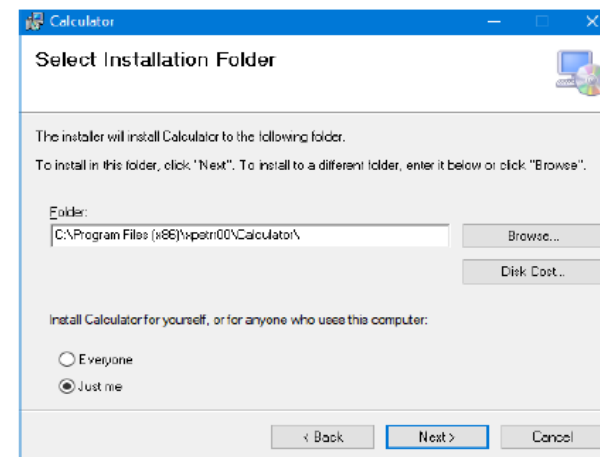 Calculator
Select Installation Folder
The installer will install Calculator to the following folder.
To install in this folder, click "Next". To install to a different folder, enter it below or click "Browse".
Folder:
C:\Program Files (x86)\xpetri00\Calculator\
Browse...
Disk Cost...
Install Calculator for yourself, or for anyone who uses this computer:
Everyone
Just me
< Back
Next >
Cancel